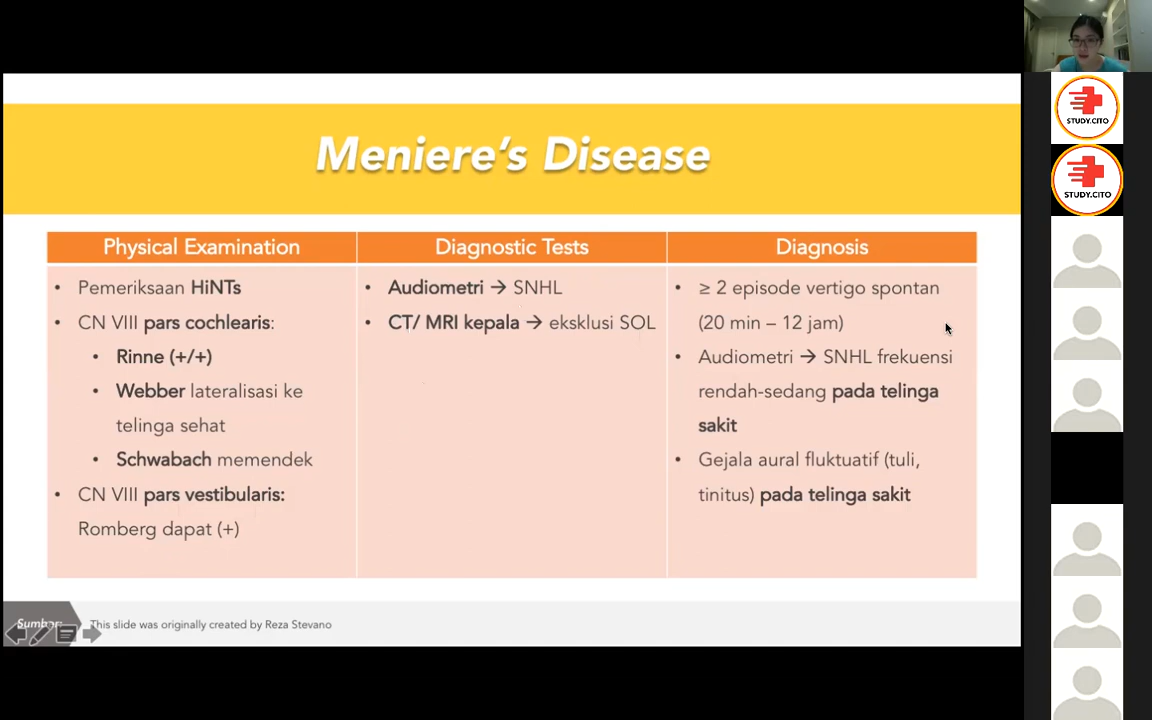 STUDY.CITO
STUDY.CITO
Meniere's Disease
Physical Examination
Diagnostic Tests
Diagnosis
• Pemeriksaan HiNTs
• CN VIII pars cochlearis:
• Rinne (+/+)
• Webber lateralisasi ke
telinga sehat
• Schwabach memendek
• CN VIII pars vestibularis:
Romberg dapat (+)
• Audiometri → SNHL
• CT/ MRI kepala → eksklusi SOL
• ≥ 2 episode vertigo spontan
(20 min – 12 jam)
• Audiometri → SNHL frekuensi
rendah-sedang pada telinga
sakit
• Gejala aural fluktuatif (tuli,
tinitus) pada telinga sakit
This slide was originally created by Reza Stevano